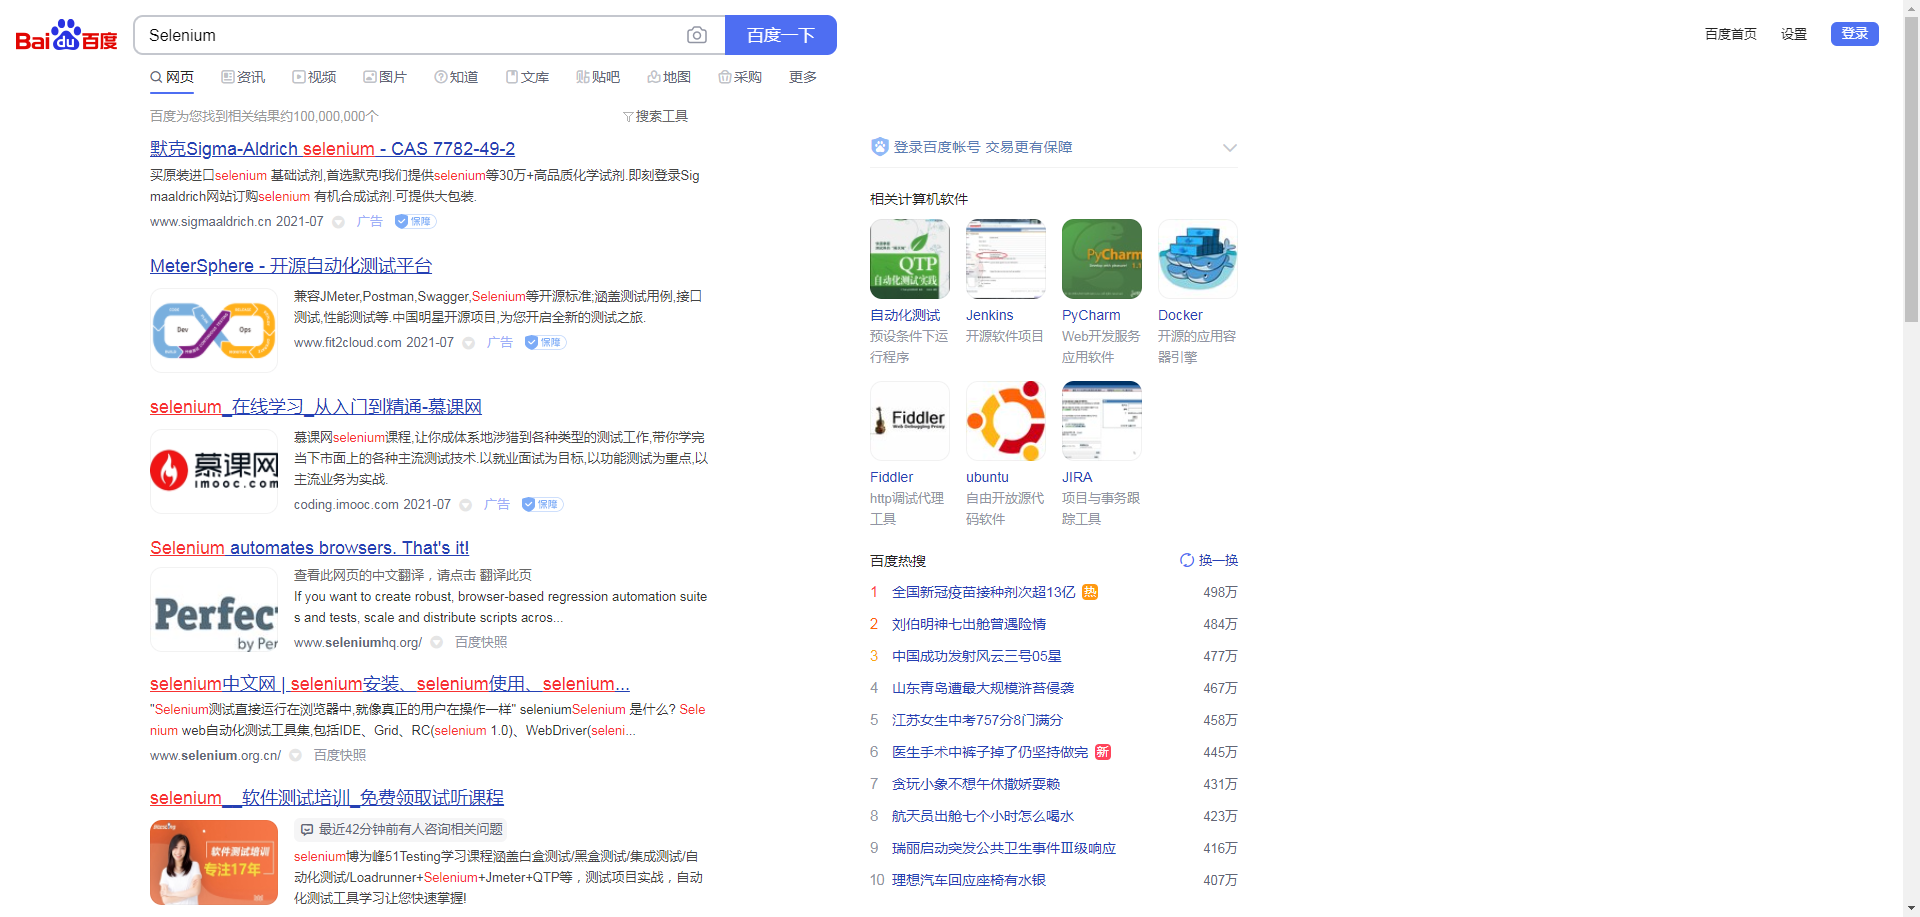 Bai du 百度
Selenium
百度一下
百度首页 设置 登录
网页 资讯 视频 图片 知道 文库 贴吧 地图 采购 更多
百度为您找到相关结果约100,000,000个
搜索工具
默克Sigma-Aldrich selenium - CAS 7782-49-2
买原装进口selenium 基础试剂,首选默克!我们提供selenium等30万+高品质化学试剂.即刻登录Sig
maaldrich网站订购selenium 有机合成试剂.可提供大包装.
www.sigmaaldrich.cn 2021-07 广告 保障
MeterSphere - 开源自动化测试平台
Dev Ops
兼容JMeter,Postman,Swagger,Selenium等开源标准;涵盖测试用例,接口
测试,性能测试等.中国明星开源项目,为您开启全新的测试之旅.
www.fit2cloud.com 2021-07 广告 保障
selenium_在线学习_从入门到精通-慕课网
慕课网
imooc.com
慕课网selenium课程,让你成体系地涉猎到各种类型的测试工作,带你学完
当下市面上的各种主流测试技术.以就业面试为目标,以功能测试为重点,以
主流业务为实战.
coding.imooc.com 2021-07 广告 保障
Selenium automates browsers. That's it!
Perfec
by Per
查看此网页的中文翻译，请点击 翻译此页
If you want to create robust, browser-based regression automation suite
s and tests, scale and distribute scripts acros...
www.seleniumhq.org/ 百度快照
selenium中文网 | selenium安装、selenium使用、selenium...
"Selenium测试直接运行在浏览器中,就像真正的用户在操作一样" seleniumSelenium 是什么? Sele
nium web自动化测试工具集,包括IDE、Grid、RC(selenium 1.0)、WebDriver(seleni...
www.selenium.org.cn/ 百度快照
selenium__软件测试培训_免费领取试听课程
软件测试培训
专注17年
最近42分钟前有人咨询相关问题
selenium博为峰51Testing学习课程涵盖白盒测试/黑盒测试/集成测试/自
动化测试/Loadrunner+Selenium+Jmeter+QTP等，测试项目实战，自动
化测试工具学习让您快速掌握!
登录百度帐号 交易更有保障
相关计算机软件
QTP
自动化测试实践
PyCharm
自动化测试 Jenkins PyCharm Docker
预设条件下运 开源软件项目 Web开发服务 开源的应用容
行程序 应用软件 器引擎
Fiddler
Web Debugging Proxy
Fiddler ubuntu JIRA
http调试代理 自由开放源代 项目与事务跟
工具 码软件 踪工具
百度热搜 换一换
1 全国新冠疫苗接种剂次超13亿 热 498万
2 刘伯明神七出舱曾遇险情 484万
3 中国成功发射风云三号05星 477万
4 山东青岛遭最大规模浒苔侵袭 467万
5 江苏女生中考757分8门满分 458万
6 医生手术中裤子掉了仍坚持做完 新 445万
7 贪玩小象不想午休撒娇耍赖 431万
8 航天员出舱七个小时怎么喝水 423万
9 瑞丽启动突发公共卫生事件Ⅲ级响应 416万
10 理想汽车回应座椅有水银 407万